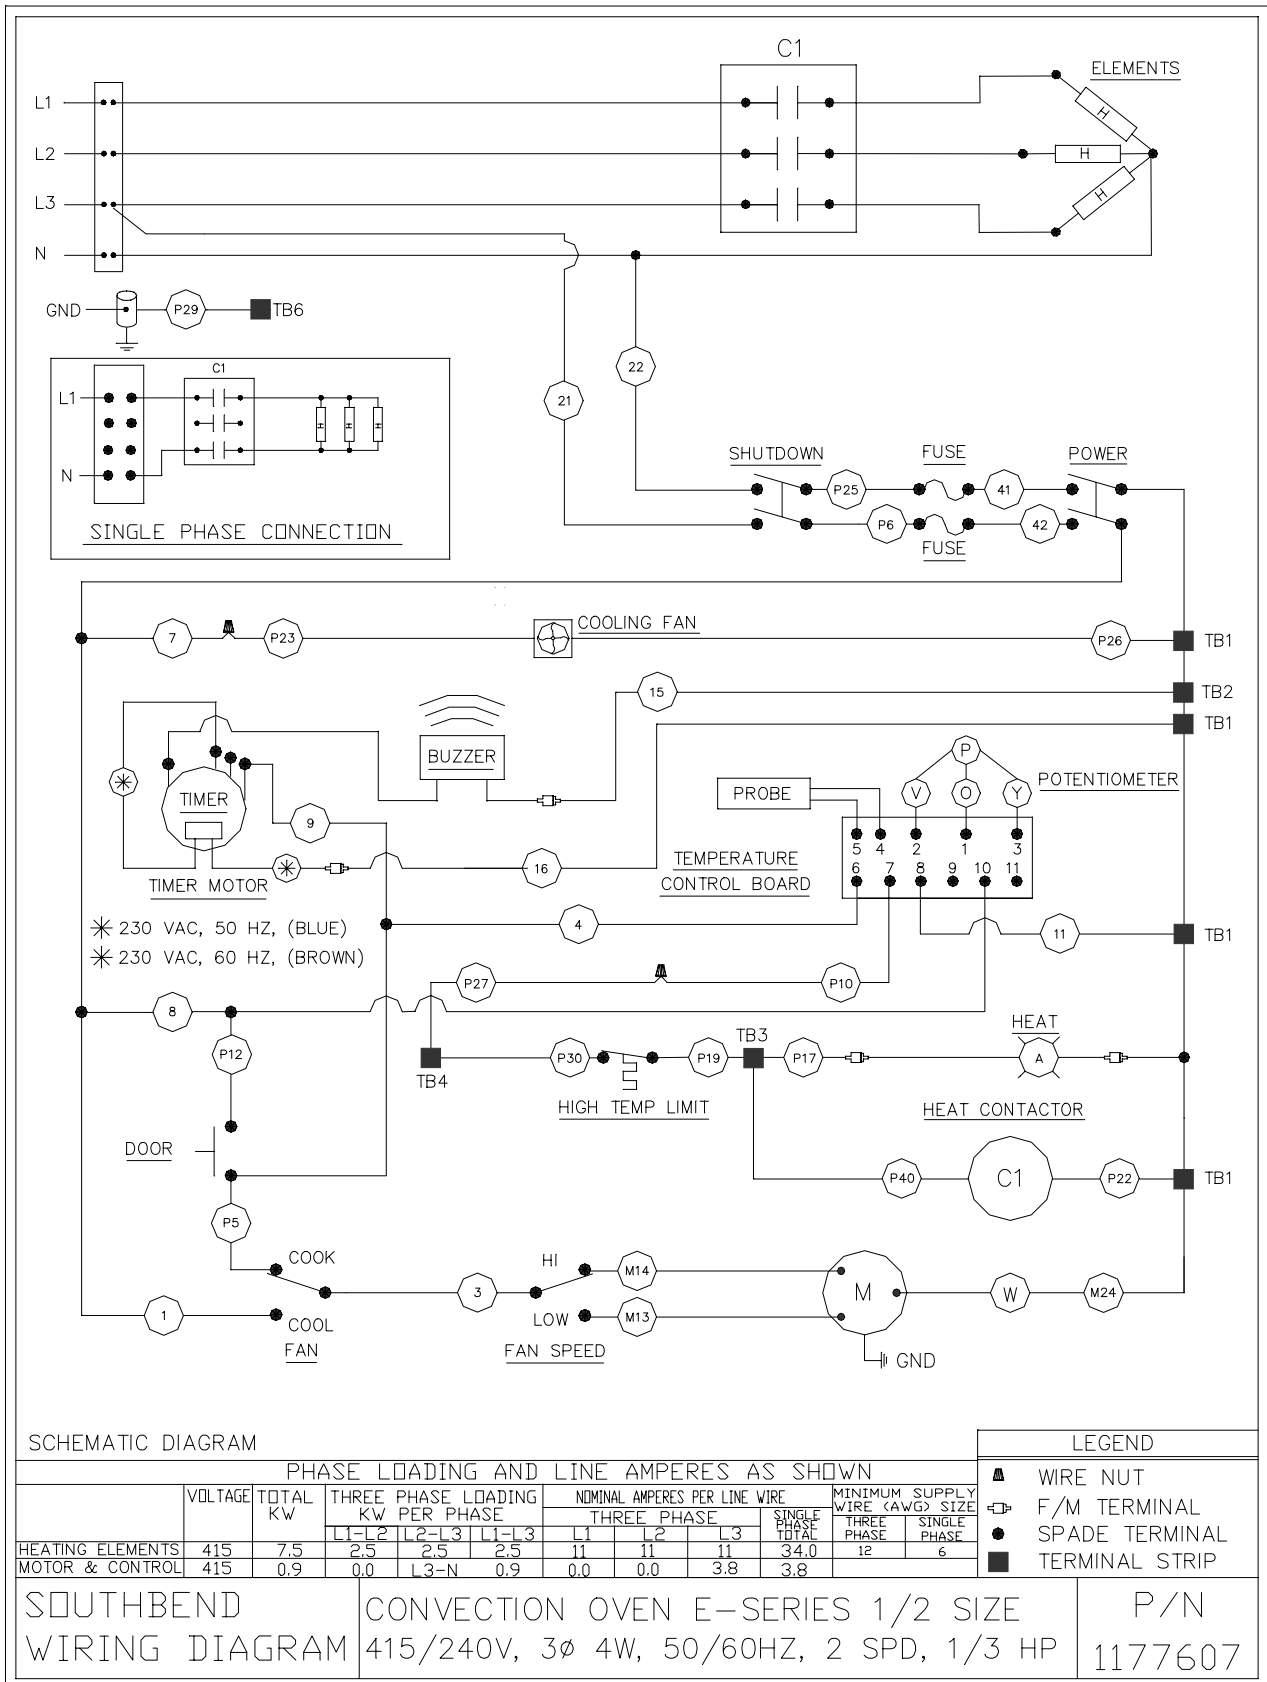 C1
ELEMENTS
L1
H
L2
H
L3
H
N
GND
P29
TB6
22
21
C1
L1
H H H
N
SINGLE PHASE CONNECTION
SHUTDOWN
FUSE
POWER
P25
41
P6
42
FUSE
7
P23
COOLING FAN
P26
TB1
15
TB2
TB1
BUZZER
P
POTENTIOMETER
PROBE
V
O
Y
TIMER
9
5 4 2 1 3
6 7 8 9 10 11
TEMPERATURE
CONTROL BOARD
16
TIMER MOTOR
230 VAC, 50 HZ, (BLUE)
230 VAC, 60 HZ, (BROWN)
4
11
TB1
P27
P10
8
P12
TB3
HEAT
P30
P19
P17
A
TB4
HIGH TEMP LIMIT
HEAT CONTACTOR
DOOR
P40
C1
P22
TB1
P5
COOK
HI
M14
3
M
W
M24
1
COOL
LOW
M13
FAN
FAN SPEED
GND
SCHEMATIC DIAGRAM
LEGEND
WIRE NUT
F/M TERMINAL
SPADE TERMINAL
TERMINAL STRIP
PHASE LOADING AND LINE AMPERES AS SHOWN
VOLTAGE
TOTAL
KW
THREE PHASE LOADING
KW PER PHASE
L1-L2 L2-L3 L1-L3
NOMINAL AMPERES PER LINE WIRE
THREE PHASE
L1 L2 L3
SINGLE
PHASE
TOTAL
MINIMUM SUPPLY
WIRE (AWG) SIZE
THREE
PHASE
SINGLE
PHASE
HEATING ELEMENTS 415 7.5 2.5 2.5 2.5 11 11 11 34.0 12 6
MOTOR & CONTROL 415 0.9 0.0 L3-N 0.9 0.0 0.0 3.8 3.8
SOUTHBEND
WIRING DIAGRAM
CONVECTION OVEN E-SERIES 1/2 SIZE
415/240V, 3ø 4W, 50/60HZ, 2 SPD, 1/3 HP
P/N
1177607